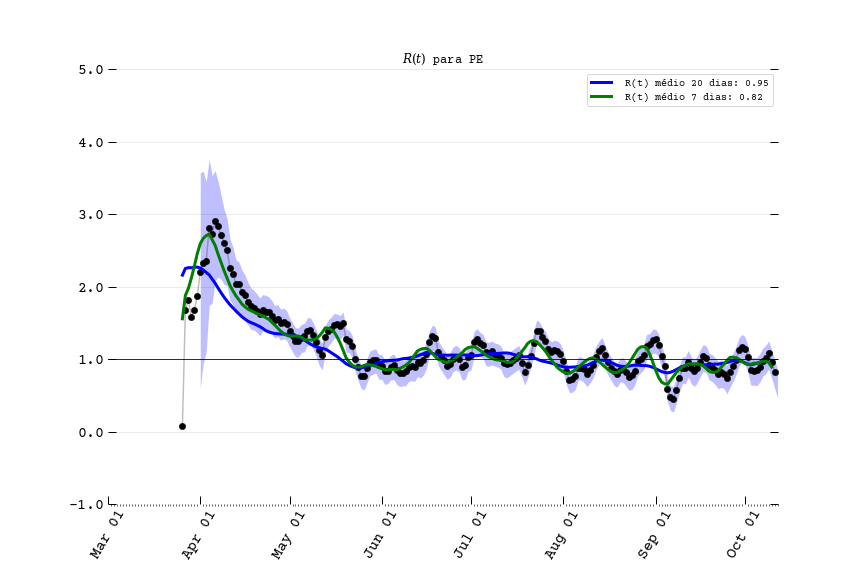 R(t) para PE
5.0
R(t) médio 20 dias: 0.95
R(t) médio 7 dias: 0.82
4.0
3.0
2.0
1.0
0.0
-1.0
Mar 01
Apr 01
May 01
Jun 01
Jul 01
Aug 01
Sep 01
Oct 01